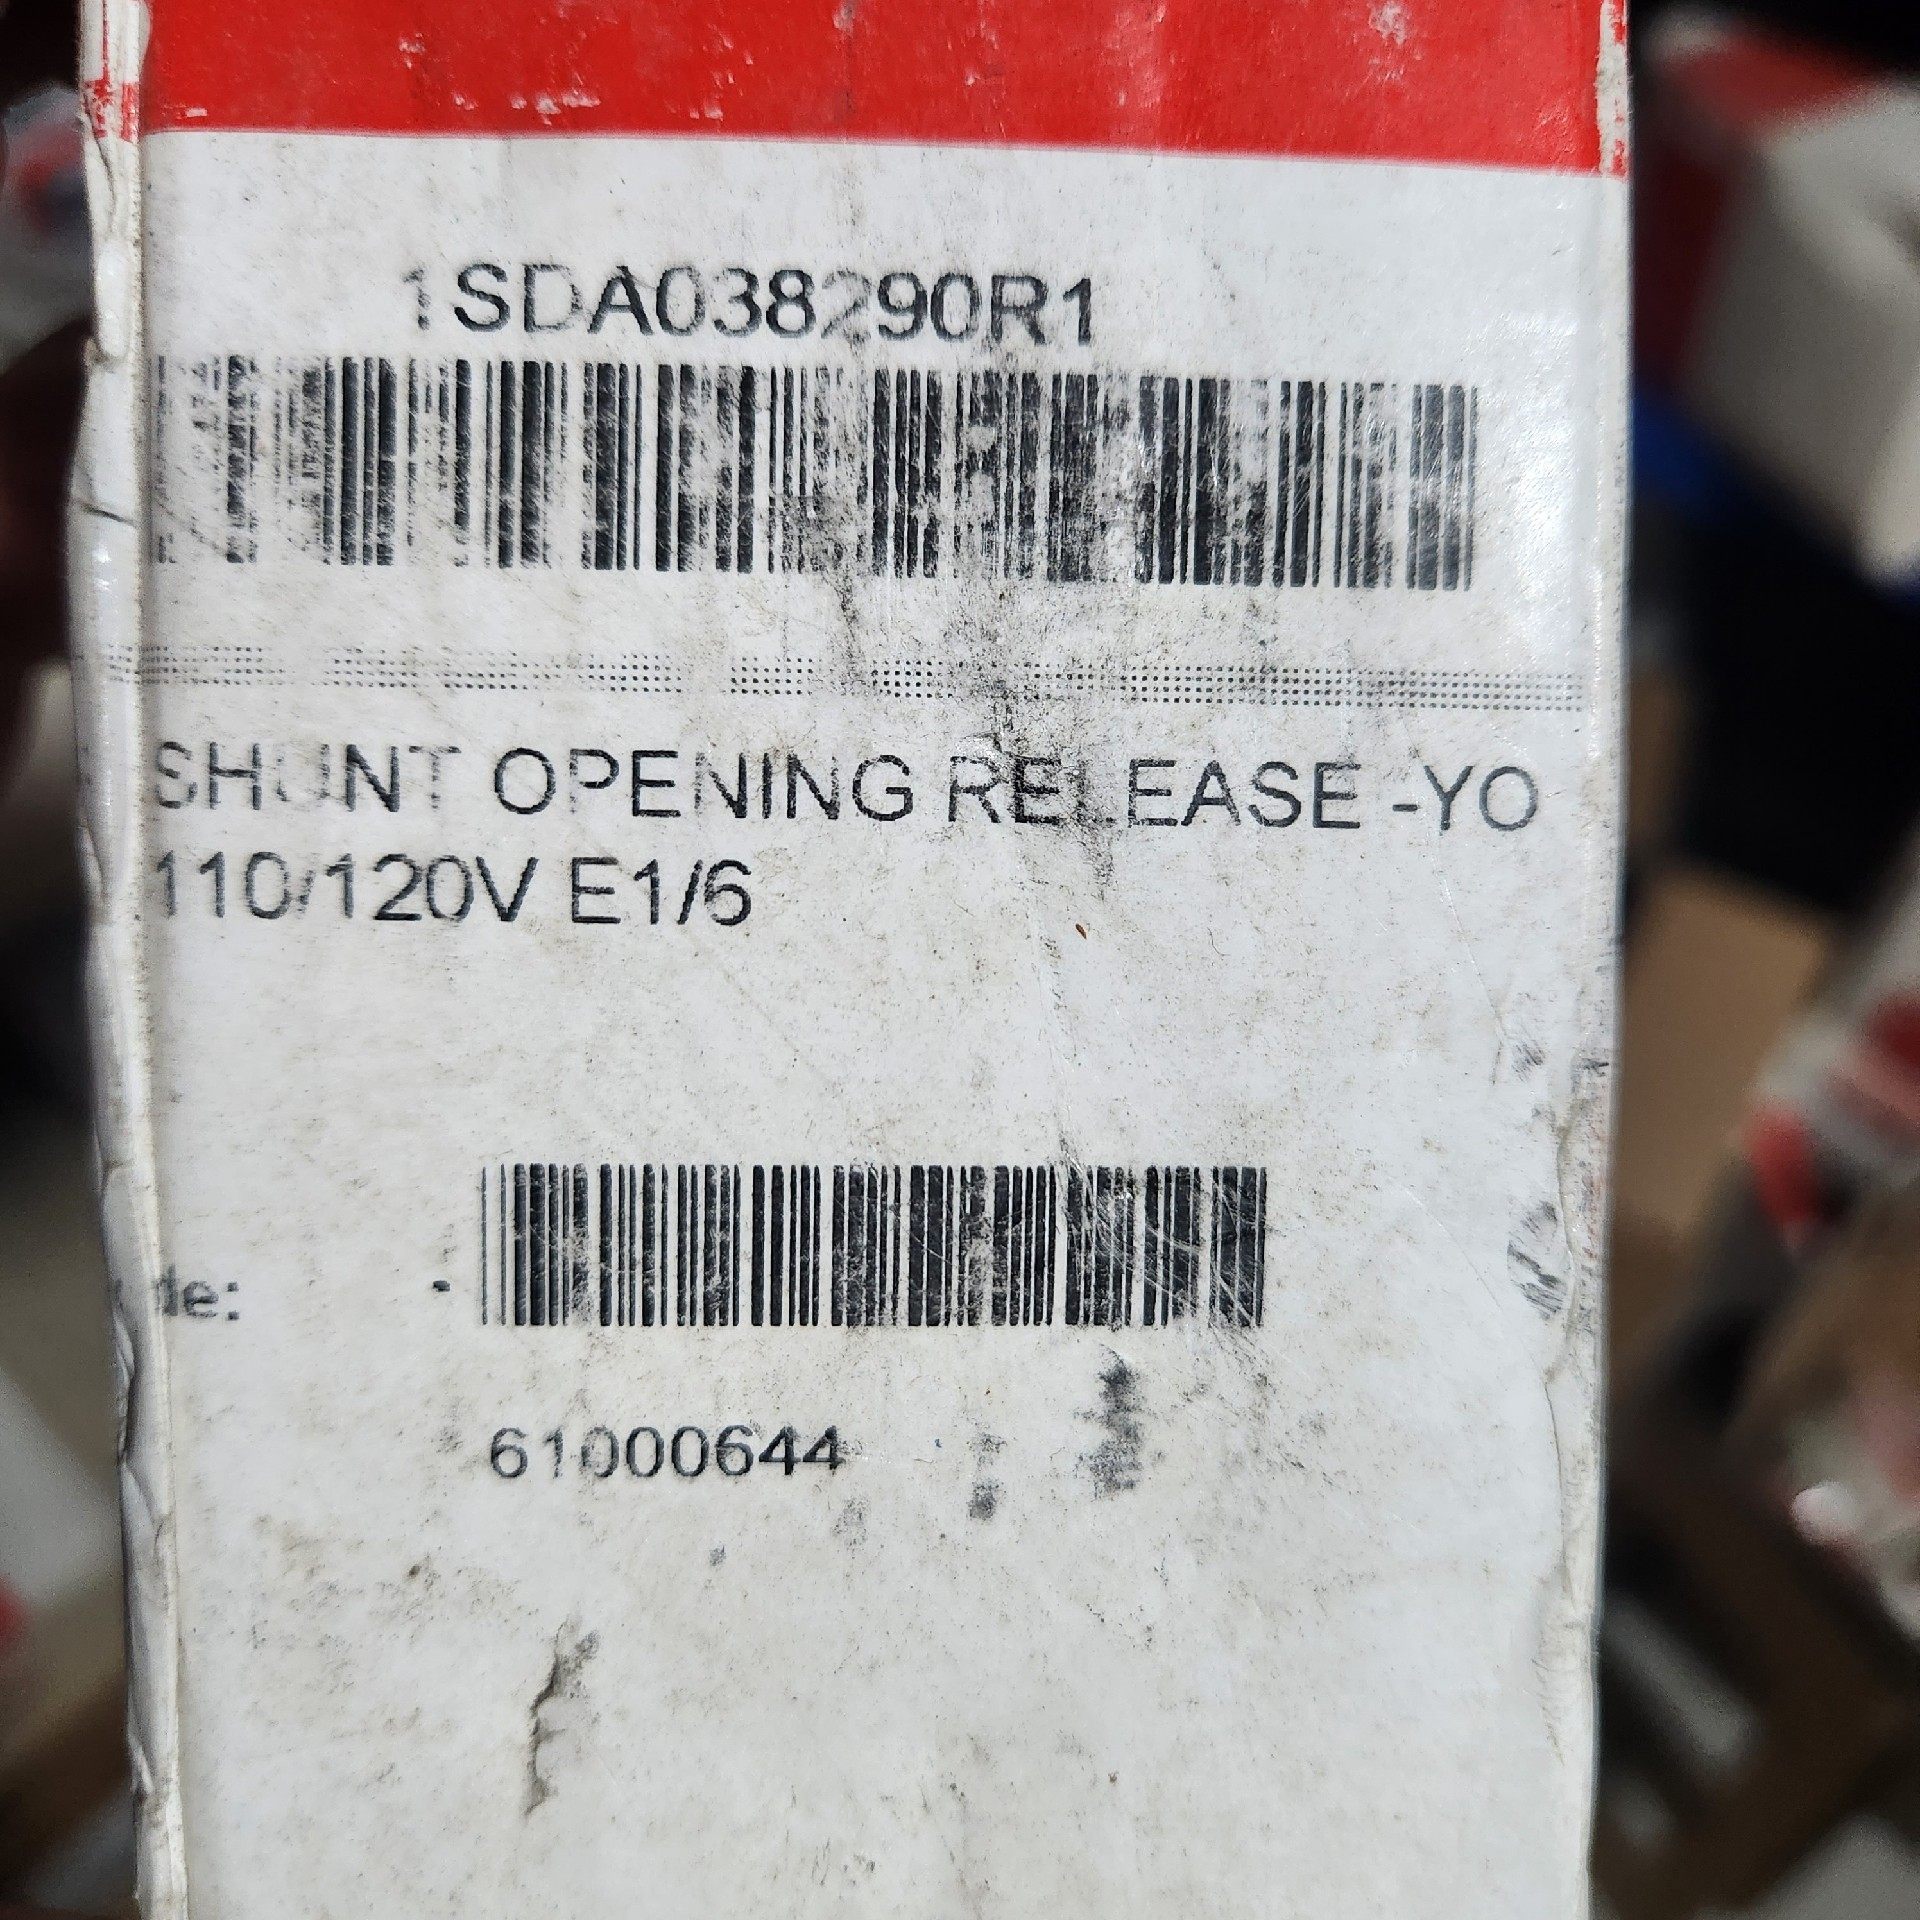 1SDA038290R1
SHUNT OPENING RELEASE -YO
110/120V E1/6
de:
61000644